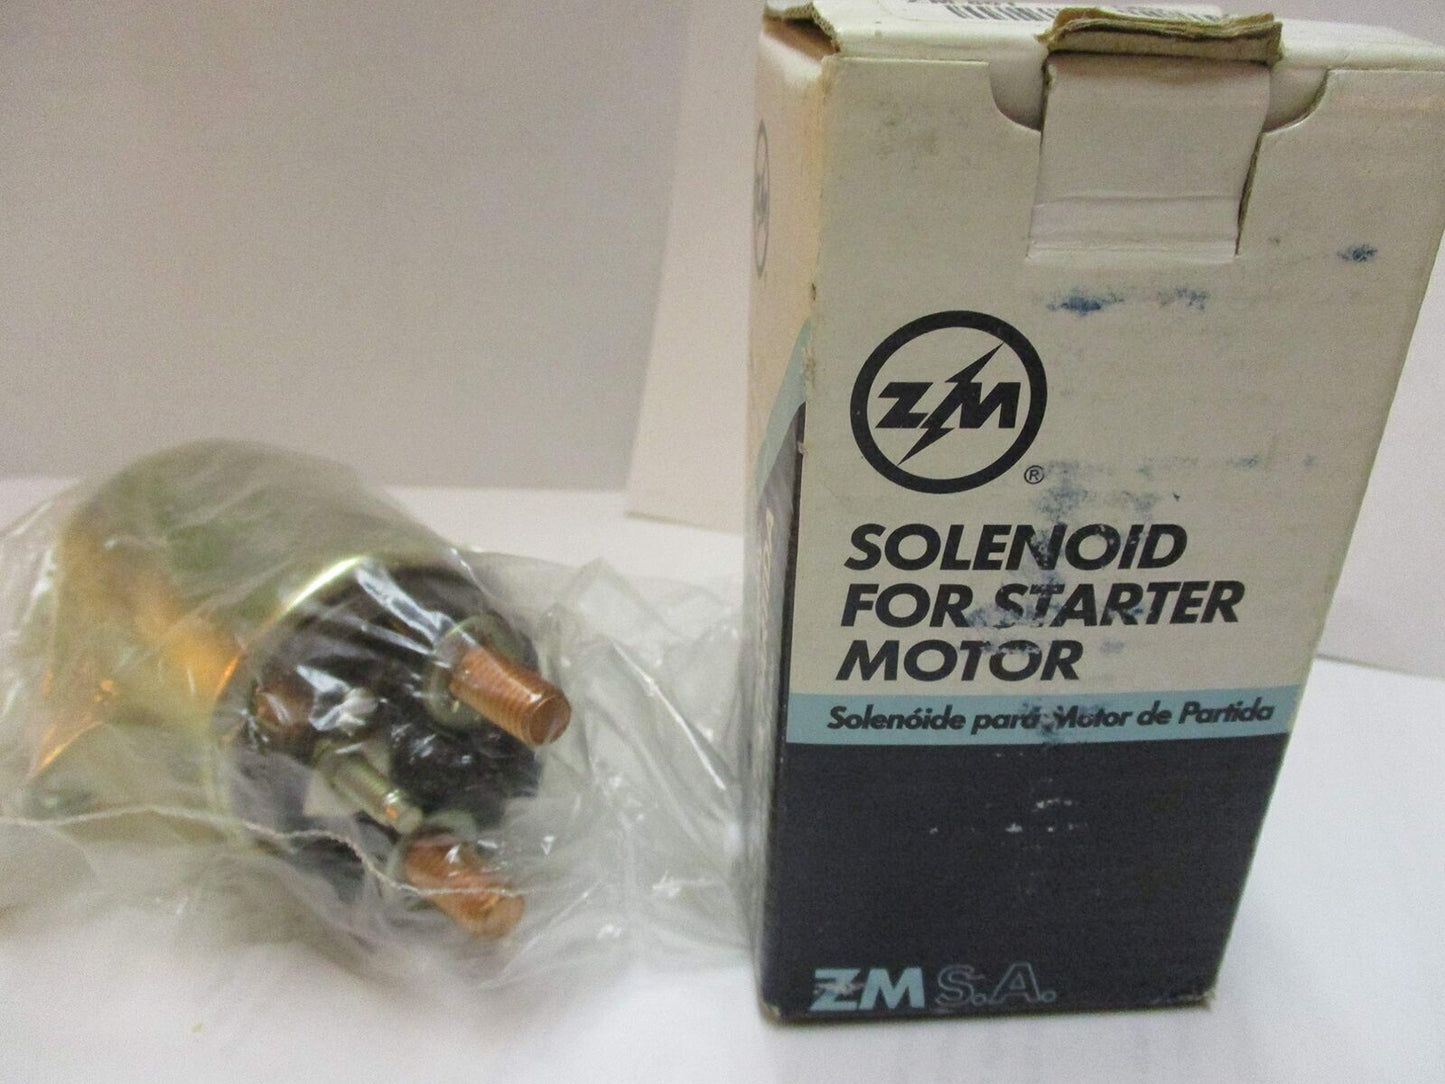 ZM
®
SOLENOID
FOR STARTER
MOTOR
Solenóide para Motor de Partida
ZM S.A.